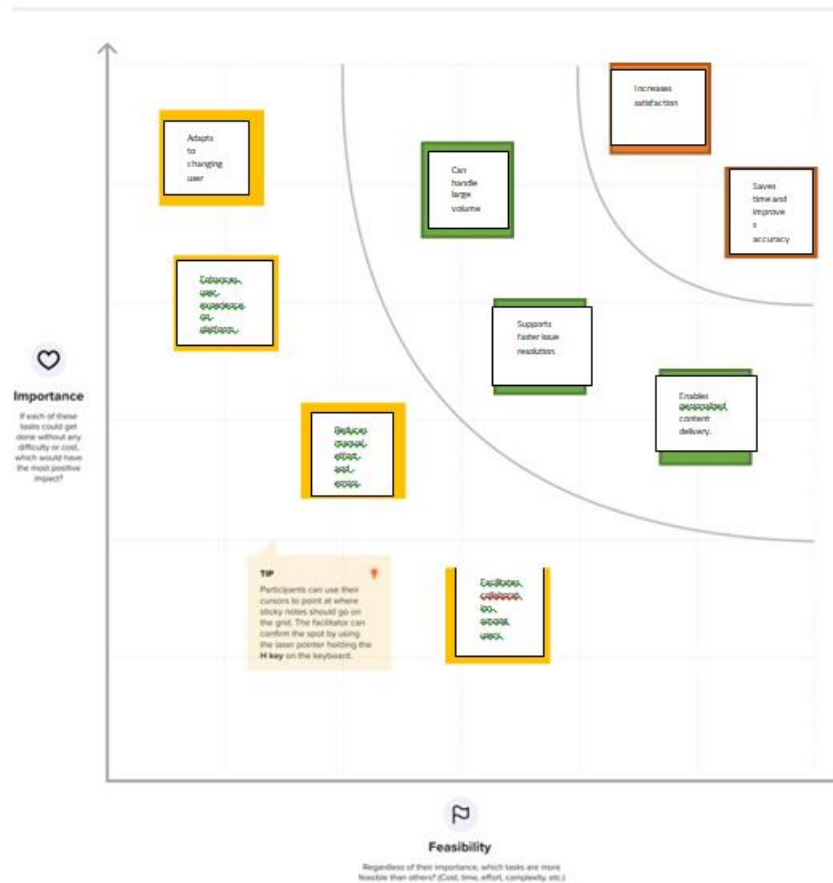 Increases
satisfaction
Adapts
to
changing
user
Can
handle
large
volume
Saves
time and
improve
s
accuracy
Enhances
user
experience
on
platform.
Supports
faster issue
resolution
Enables
personalized
content
delivery.
Reduces
manual
effort
and
errors.
Importance
If each of these
tasks could get
done without any
difficulty or cost,
which would have
the most positive
impact?
TIP
Participants can use their
cursors to point at where
sticky notes should go on
the grid. The facilitator can
confirm the spot by using
the laser pointer holding the
H key on the keyboard.
Facilitates
collaborat
ion
among
users.
Feasibility
Regardless of their importance, which tasks are more
feasible than others? (Cost, time, effort, complexity, etc.)